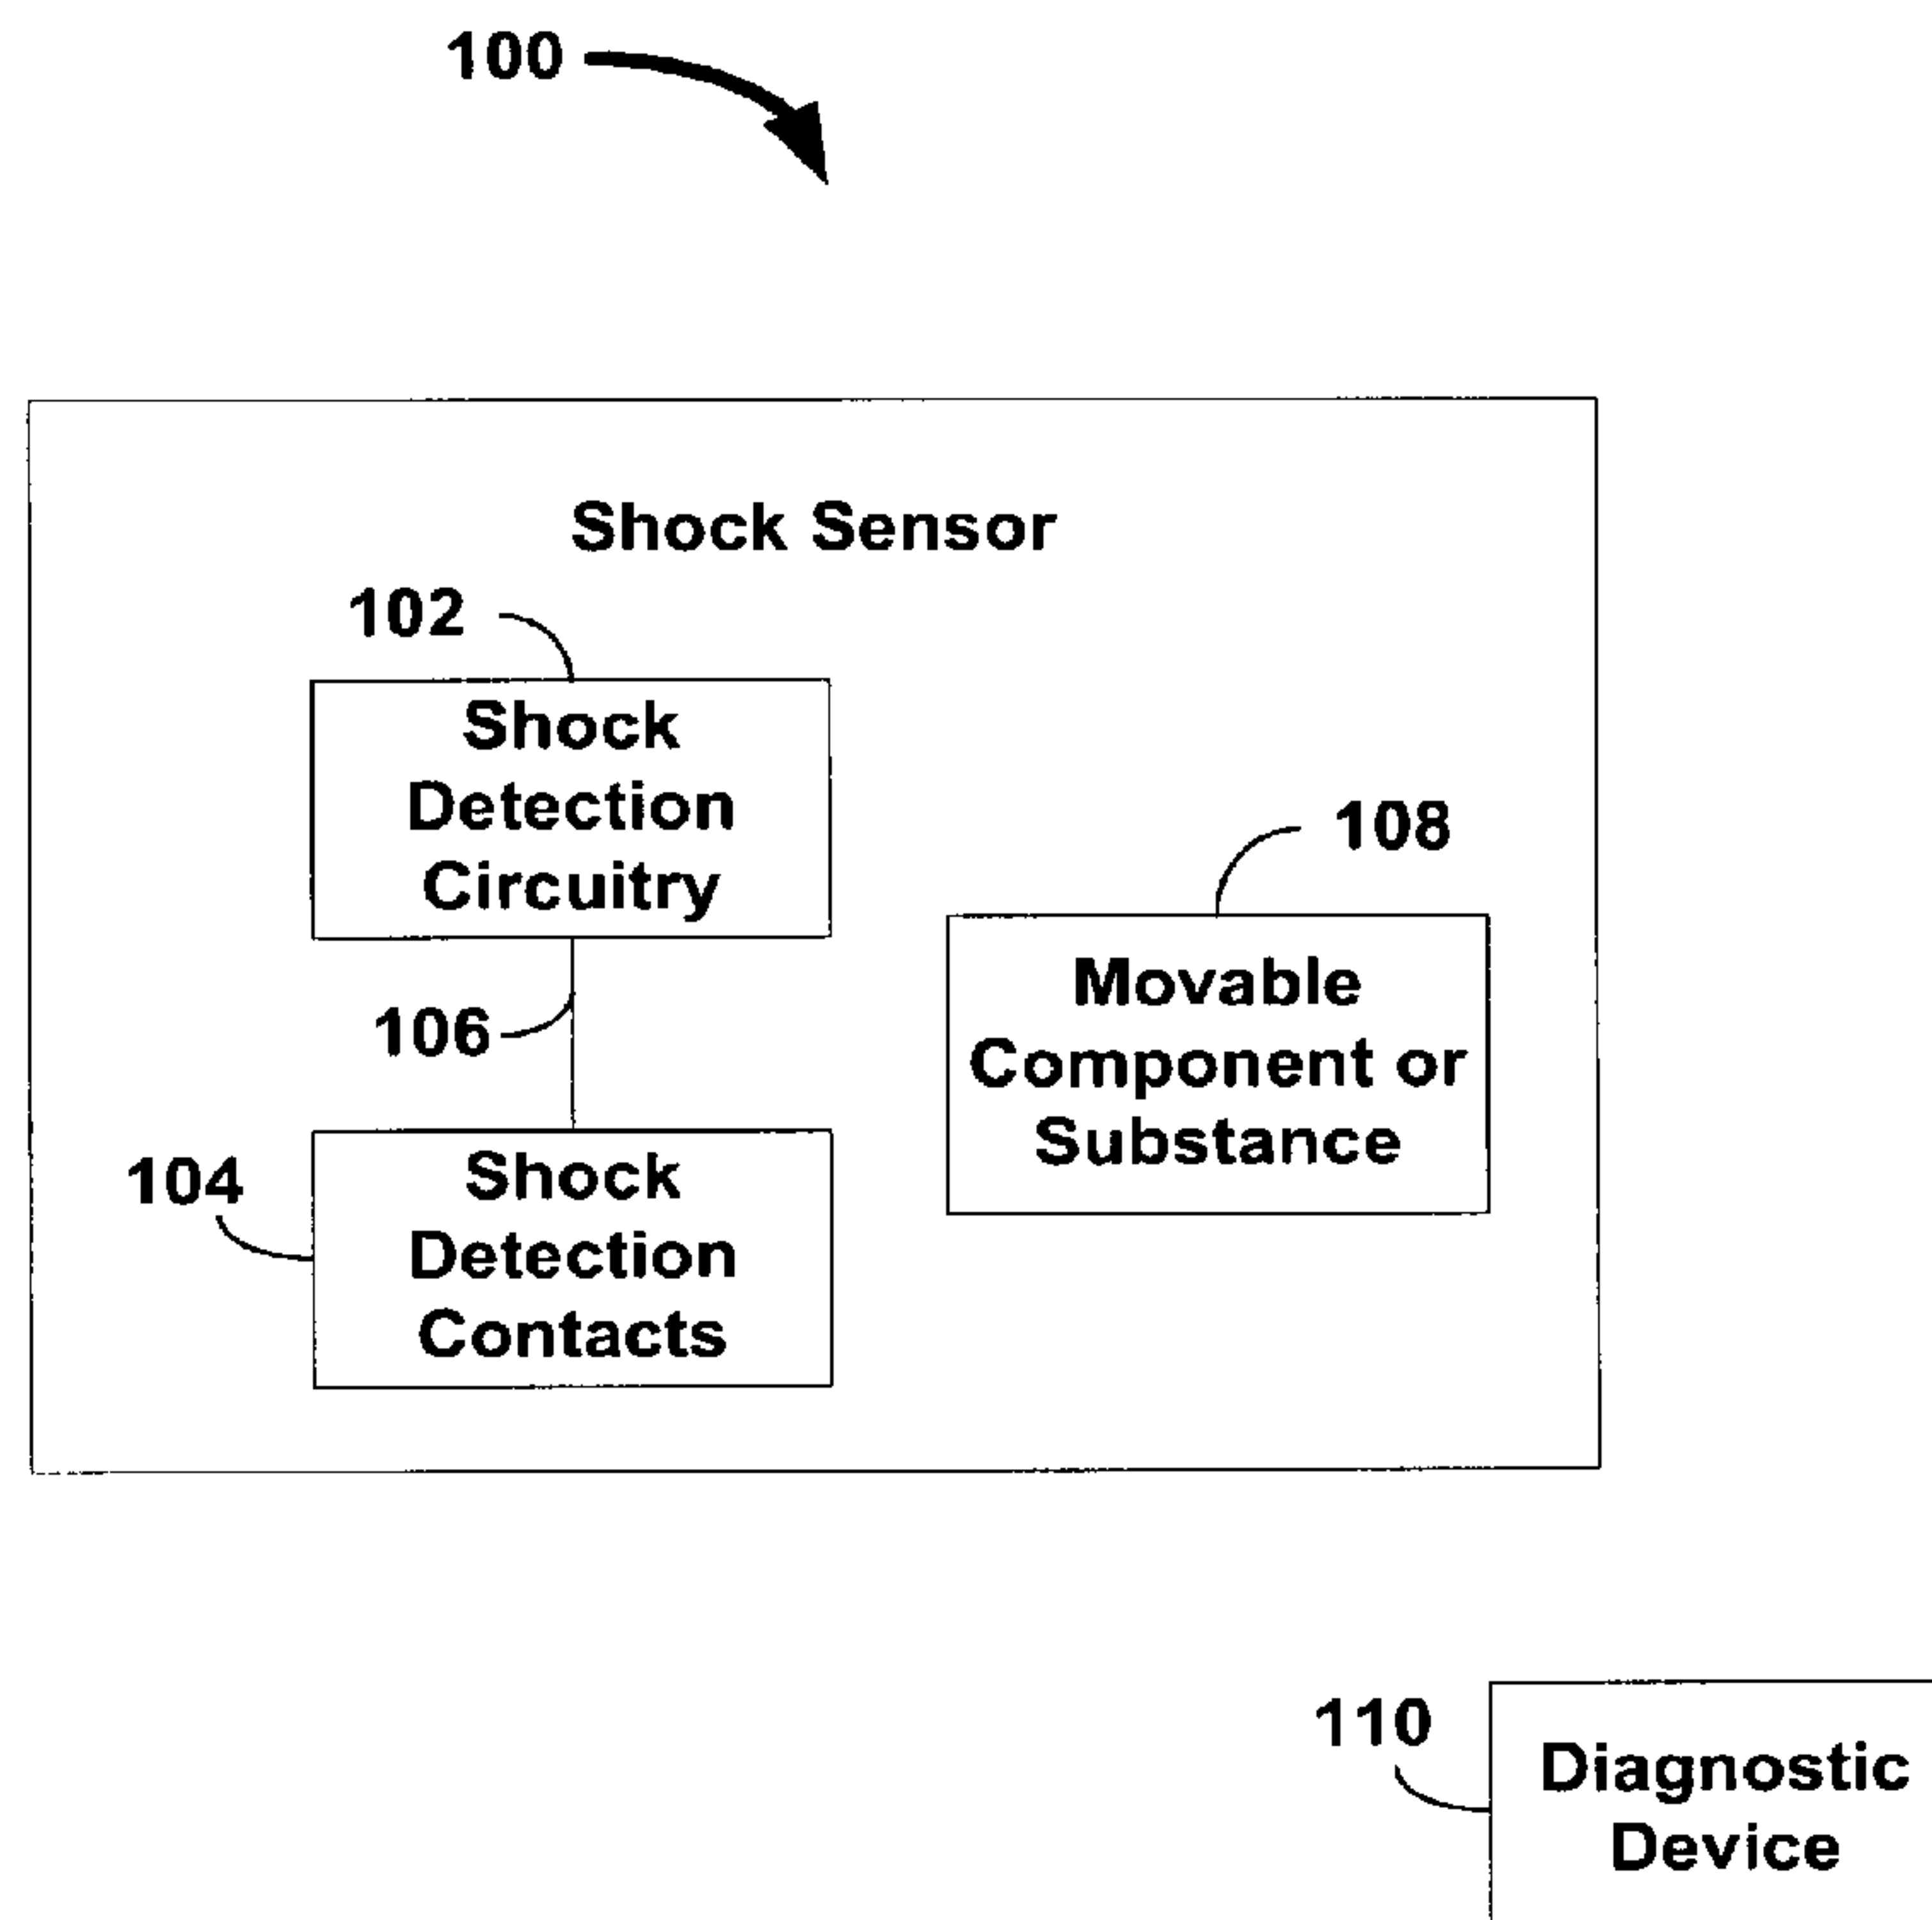 100
Shock Sensor
102
Shock
Detection
Circuitry
108
Movable
Component or
Substance
106
104
Shock
Detection
Contacts
110
Diagnostic
Device